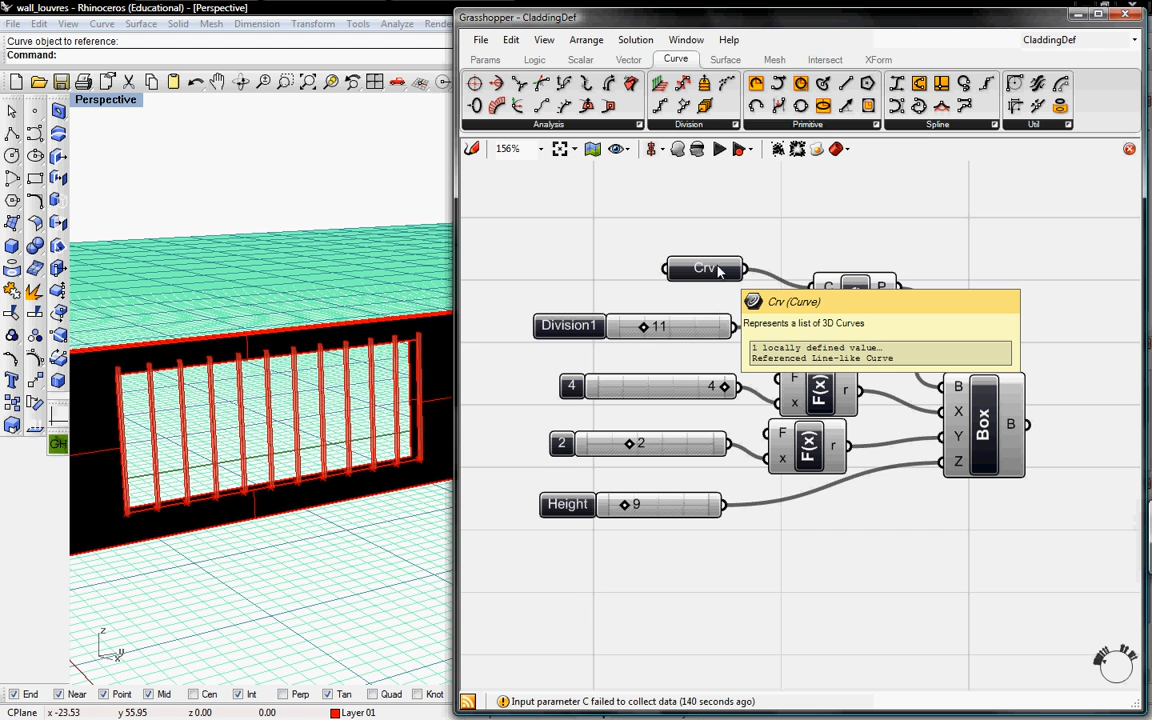 wall_louvres - Rhinoceros (Educational) - [Perspective]
File Edit View Curve Surface Solid Mesh Dimension Transform Tools Analyze Rende
Curve object to reference:
Command:
Perspective
z
y
x
End Near Point Mid Cen Int Perp Tan Quad Knot
CPlane x -23.53 y 55.95 z 0.00 0.00 Layer 01
Grasshopper - CladdingDef
File Edit View Arrange Solution Window Help CladdingDef
Params Logic Scalar Vector Curve Surface Mesh Intersect XForm
Analysis Division Primitive Spline Util
156%
Crv
C P
Crv (Curve)
Represents a list of 3D Curves
1 locally defined value…
Referenced Line-like Curve
Division1 11
4 4
F x F(x) r
2 2
F x F(x) r
Height 9
B X Y Z Box B
Input parameter C failed to collect data (140 seconds ago)
GH